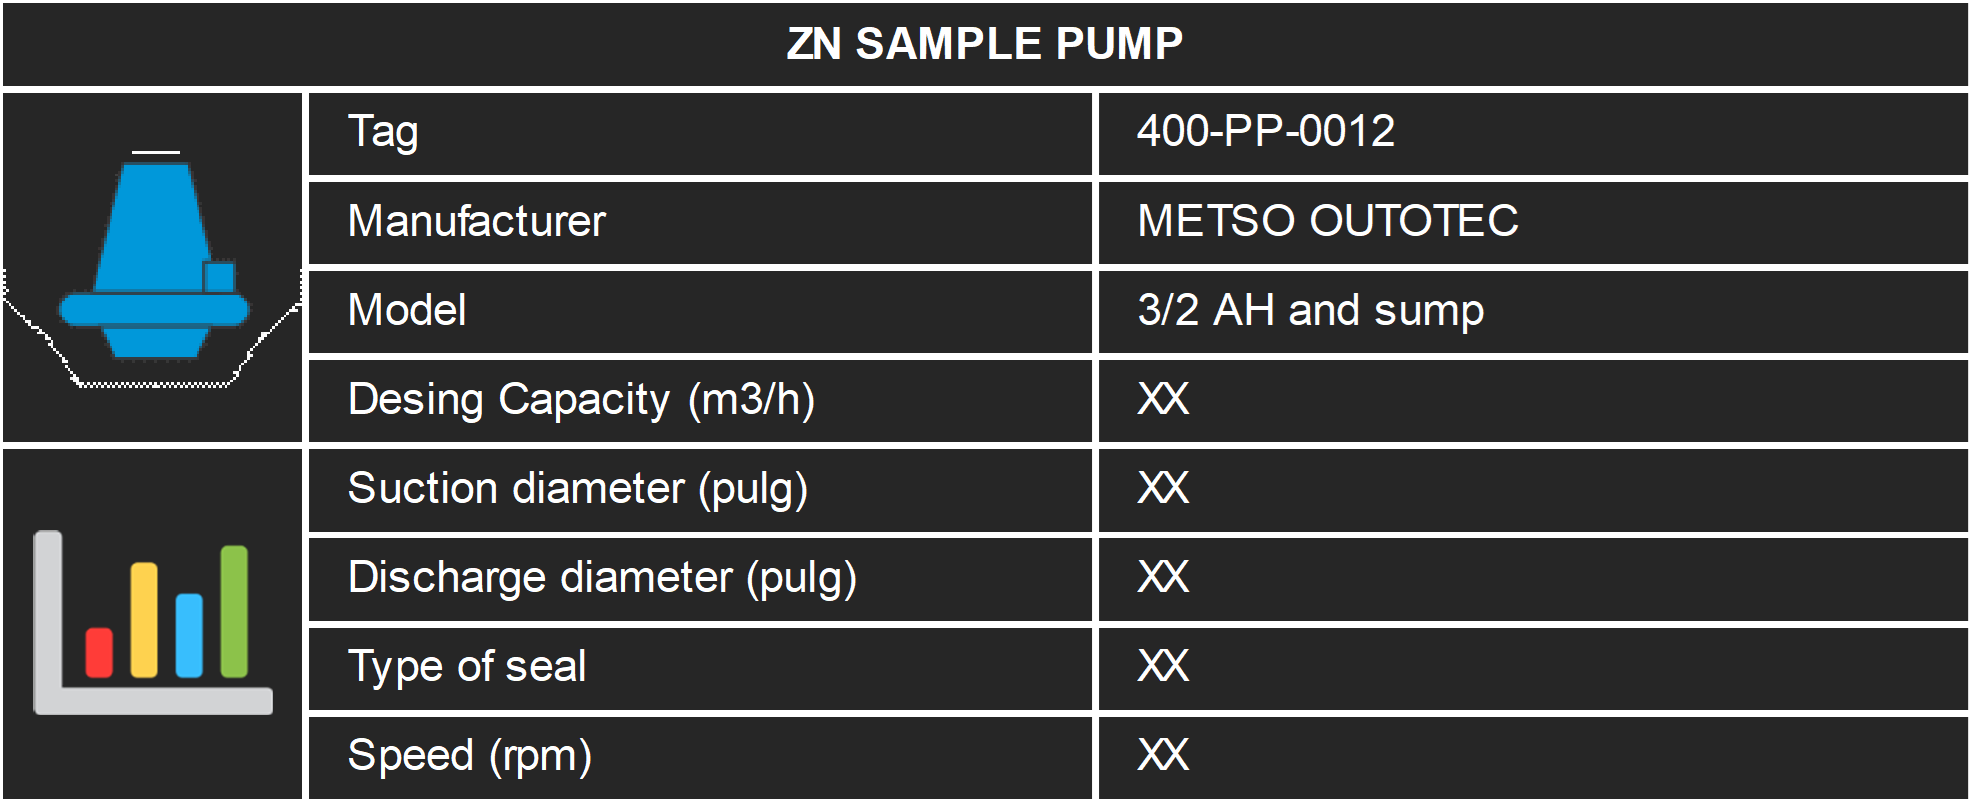 ZN SAMPLE PUMP
Tag 400-PP-0012
Manufacturer METSO OUTOTEC
Model 3/2 AH and sump
Desing Capacity (m3/h) XX
Suction diameter (pulg) XX
Discharge diameter (pulg) XX
Type of seal XX
Speed (rpm) XX